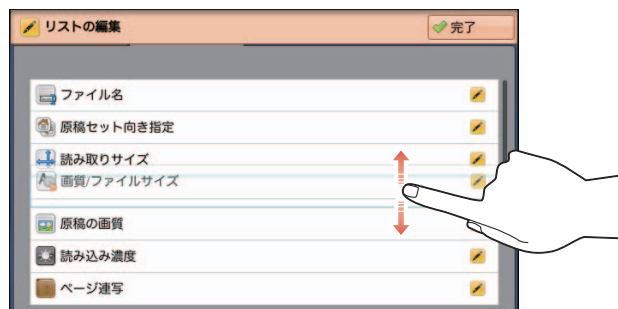 リストの編集
完了
ファイル名
原稿セット向き指定
読み取りサイズ
画質/ファイルサイズ
原稿の画質
読み込み濃度
ページ連写